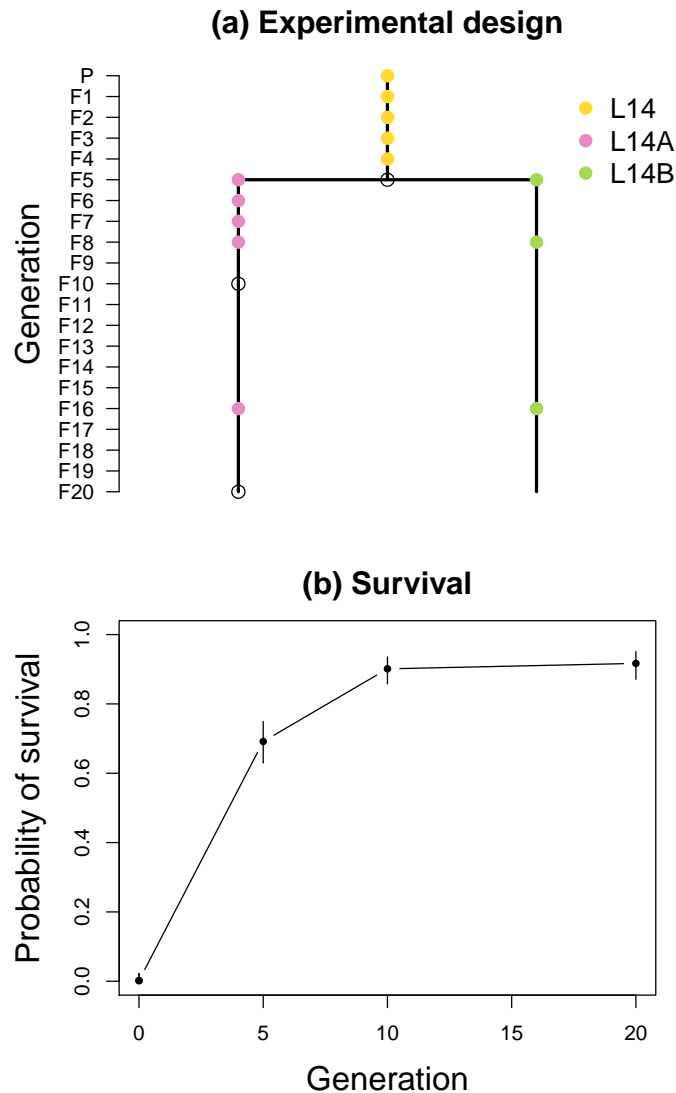 (a) Experimental design
P
F1
F2
F3
F4
F5
F6
F7
F8
F9
F10
F11
F12
F13
F14
F15
F16
F17
F18
F19
F20
Generation
L14
L14A
L14B
(b) Survival
1.0
0.8
0.6
0.4
0.2
0.0
Probability of survival
0 5 10 15 20
Generation